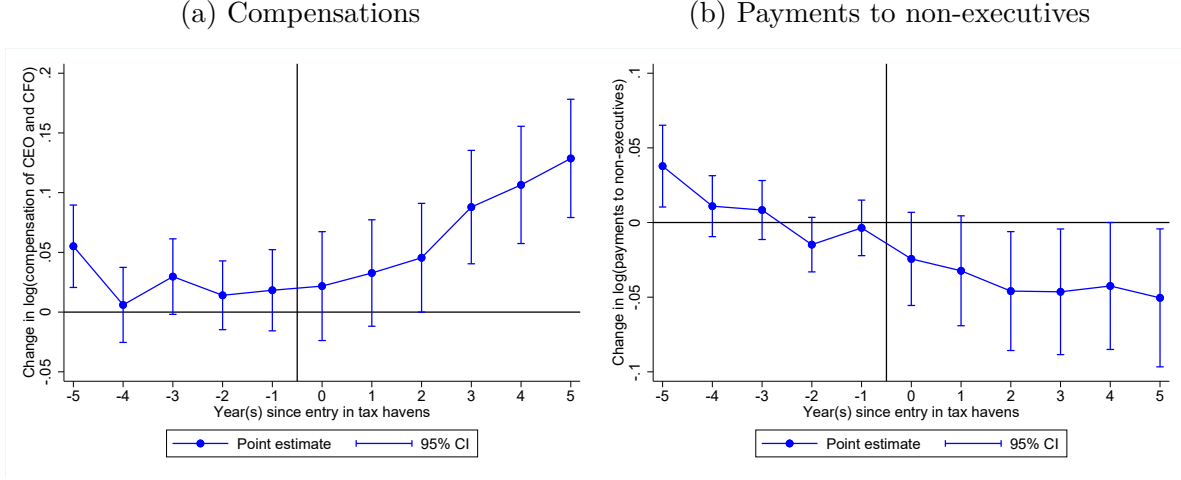 (a) Compensations
Change in log(compensation of CEO and CFO)
.2
.15
.1
.05
0
-.05
-5 -4 -3 -2 -1 0 1 2 3 4 5
Year(s) since entry in tax havens
Point estimate 95% CI
(b) Payments to non-executives
Change in log(payments to non-executives)
.1
.05
0
-.05
-.1
-5 -4 -3 -2 -1 0 1 2 3 4 5
Year(s) since entry in tax havens
Point estimate 95% CI